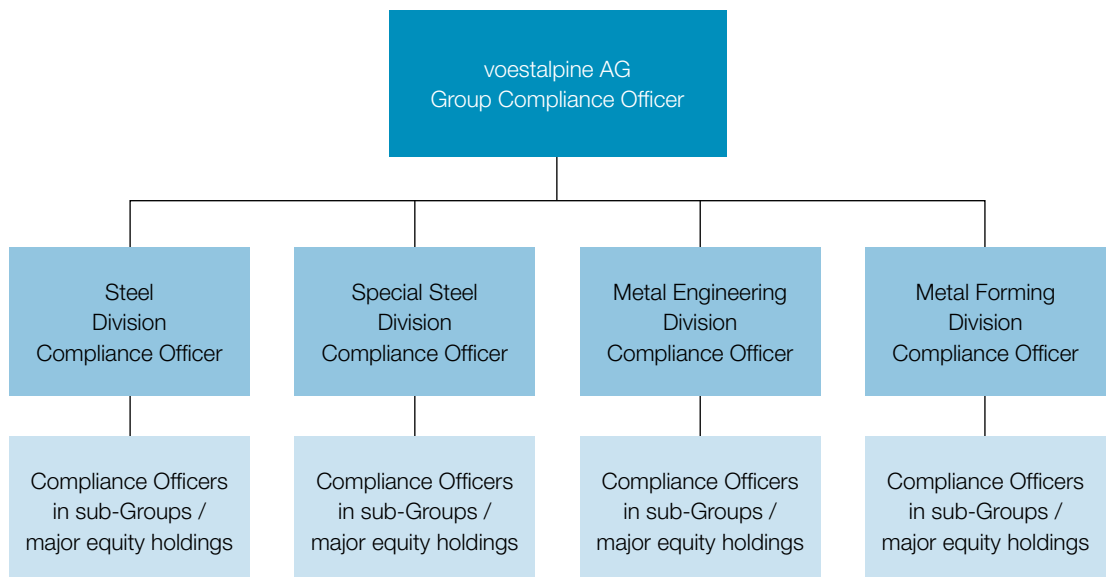 voestalpine AG
Group Compliance Officer
Steel
Division
Compliance Officer
Special Steel
Division
Compliance Officer
Metal Engineering
Division
Compliance Officer
Metal Forming
Division
Compliance Officer
Compliance Officers
in sub-Groups /
major equity holdings
Compliance Officers
in sub-Groups /
major equity holdings
Compliance Officers
in sub-Groups /
major equity holdings
Compliance Officers
in sub-Groups /
major equity holdings